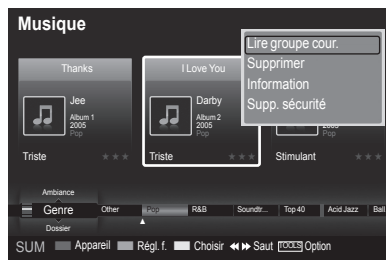 Musique
Lire groupe cour.
Supprimer
Information
Supp. sécurité
Thanks
I Love You
Jee
Album 1
2005
Pop
Darby
Album 2
2005
Pop
2005
Pop
Triste ★★★
Triste ★★★
Stimulant ★★
Ambiance
Genre Other Pop R&B Soundtr... Top 40 Acid Jazz Ball
Dossier
SUM Appareil Régl. f. Choisir Saut TOOLS Option